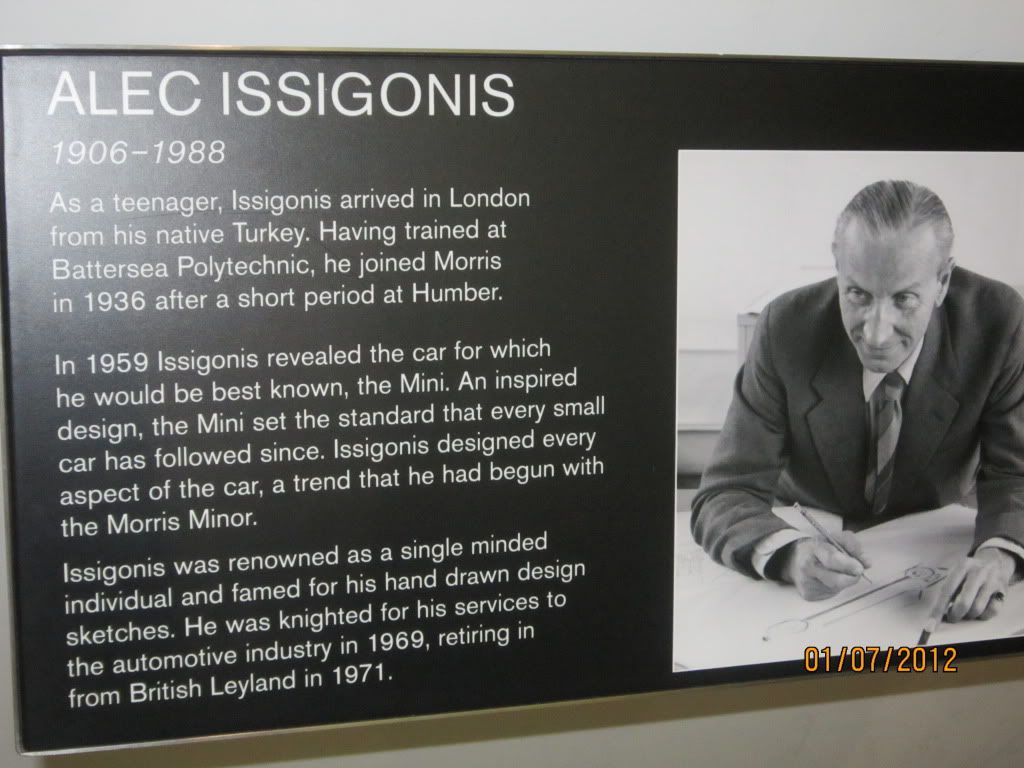 ALEC ISSIGONIS
1906–1988
As a teenager, Issigonis arrived in London
from his native Turkey. Having trained at
Battersea Polytechnic, he joined Morris
in 1936 after a short period at Humber.
In 1959 Issigonis revealed the car for which
he would be best known, the Mini. An inspired
design, the Mini set the standard that every small
car has followed since. Issigonis designed every
aspect of the car, a trend that he had begun with
the Morris Minor.
Issigonis was renowned as a single minded
individual and famed for his hand drawn design
sketches. He was knighted for his services to
the automotive industry in 1969, retiring in
from British Leyland in 1971.
01/07/2012